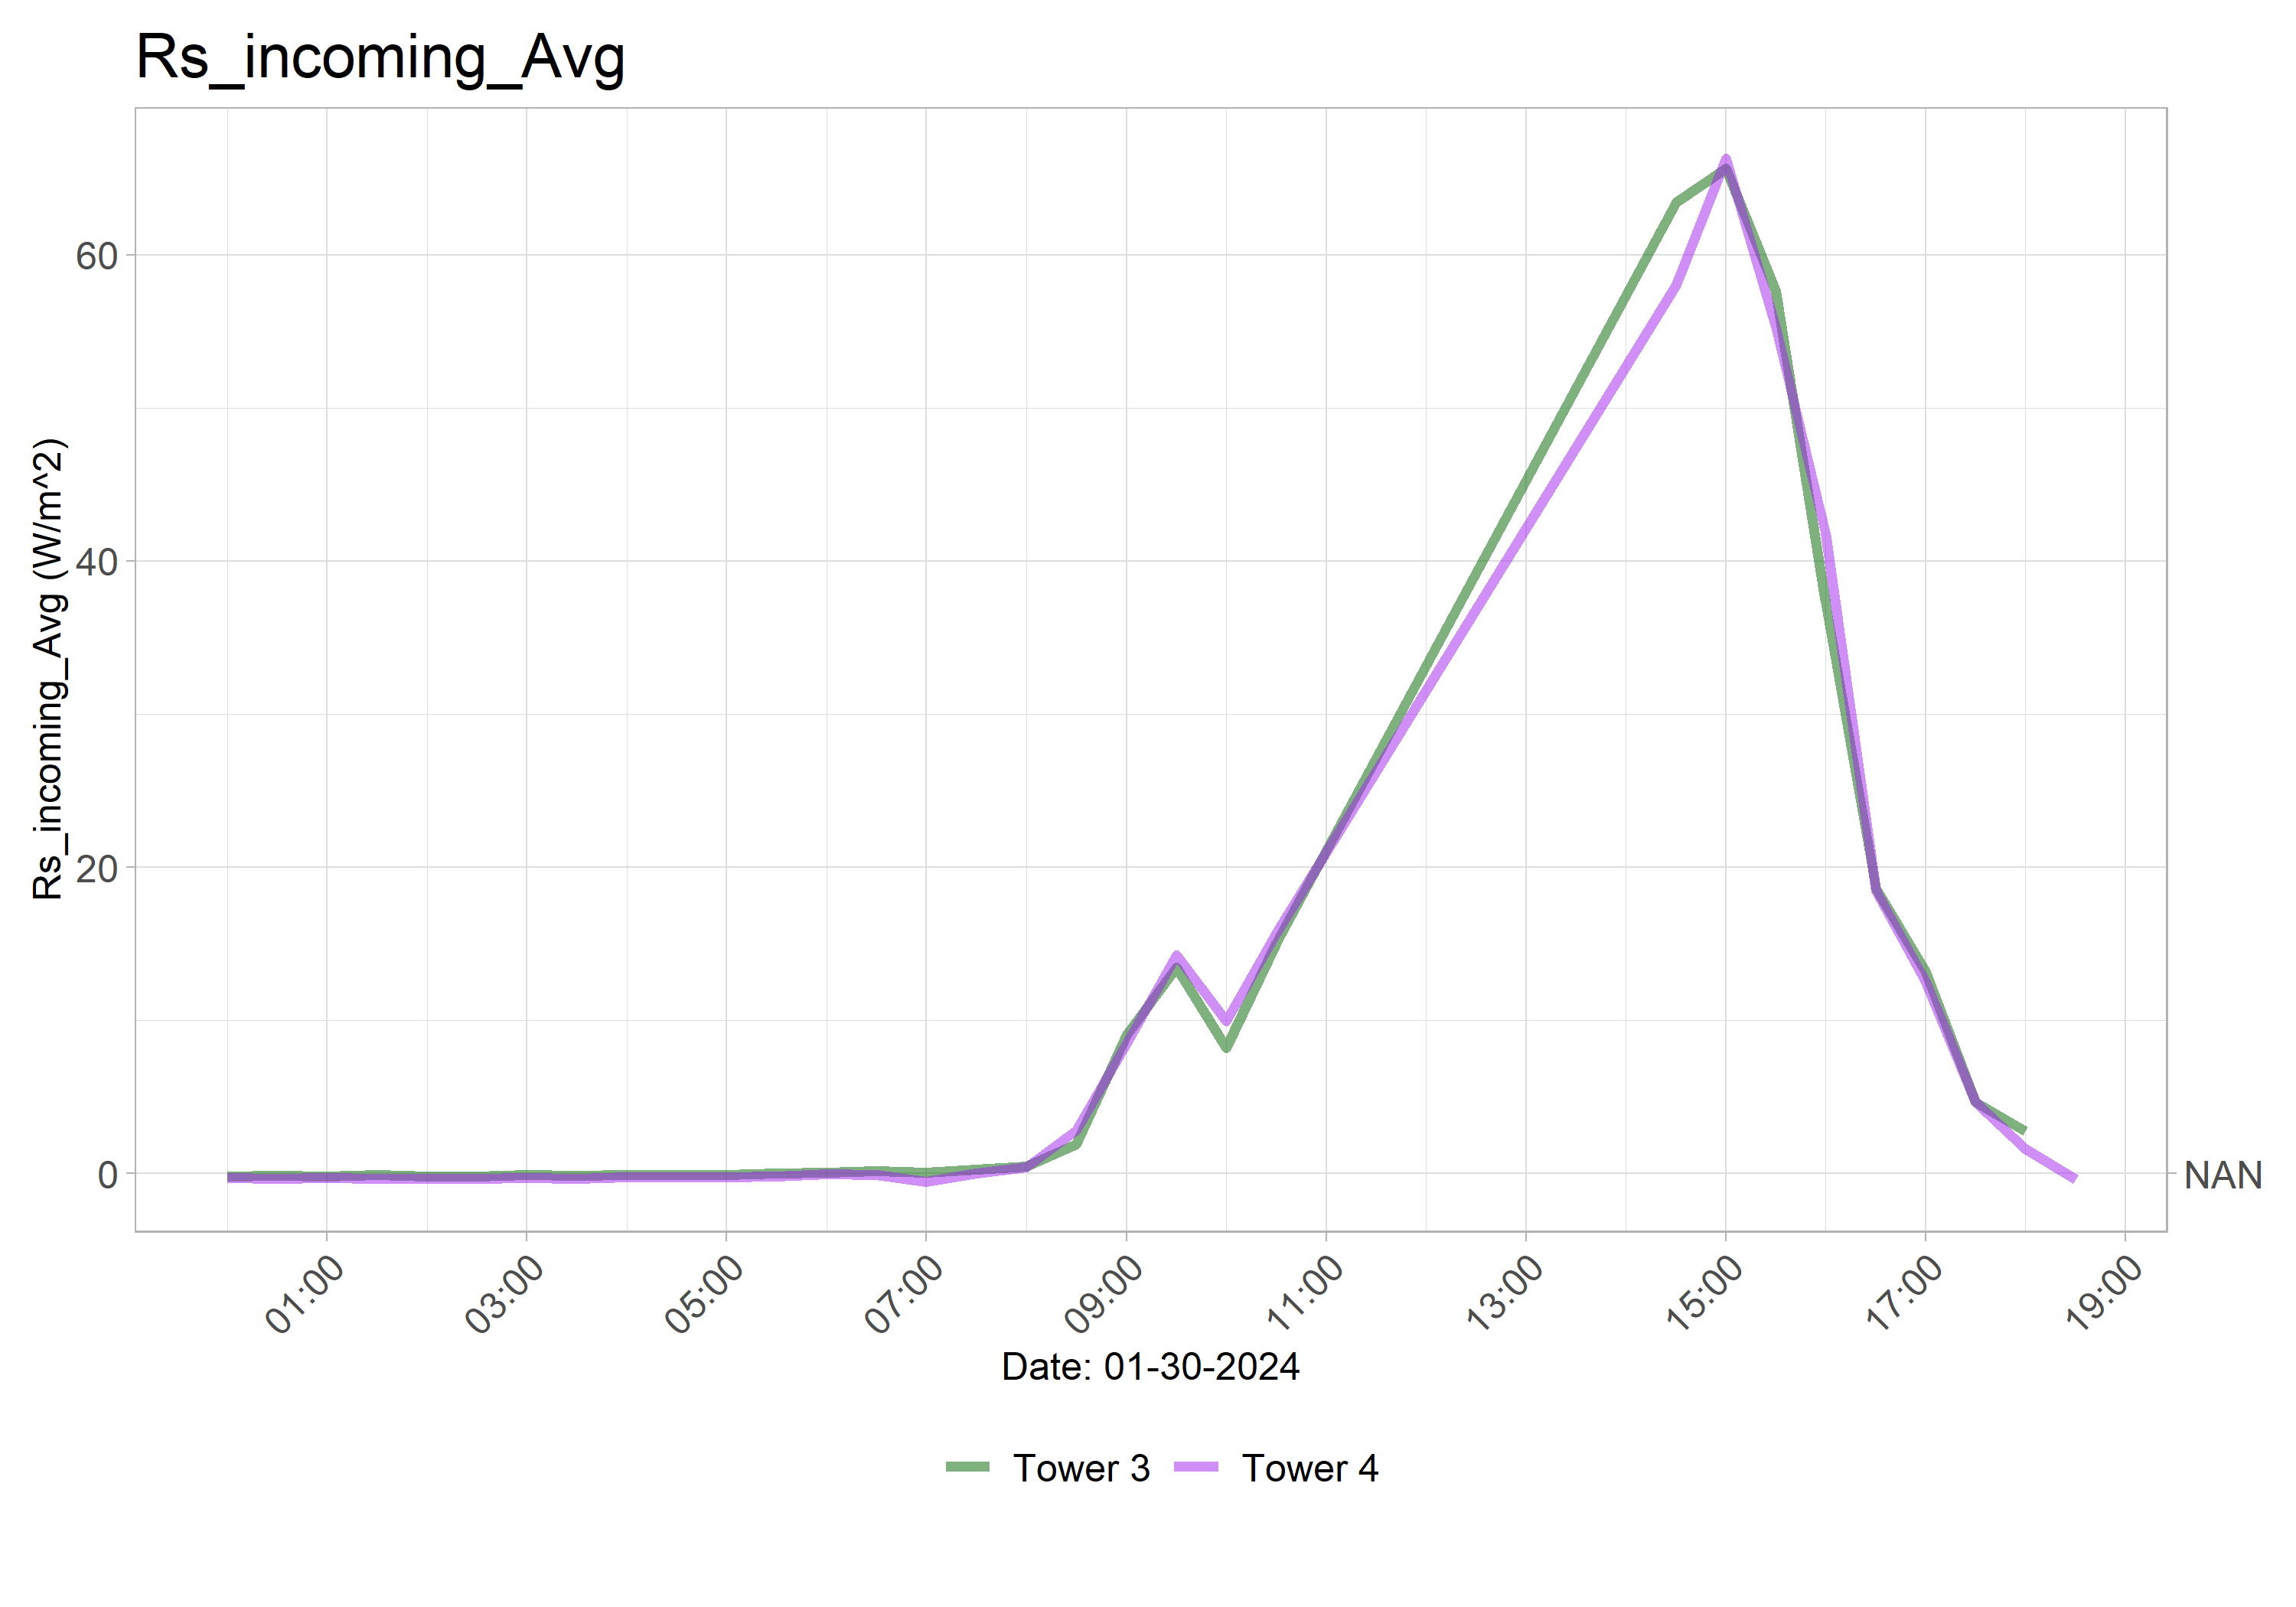 Rs_incoming_Avg
Rs_incoming_Avg (W/m^2)
60
40
20
0
NAN
01:00
03:00
05:00
07:00
09:00
11:00
13:00
15:00
17:00
19:00
Date: 01-30-2024
Tower 3
Tower 4